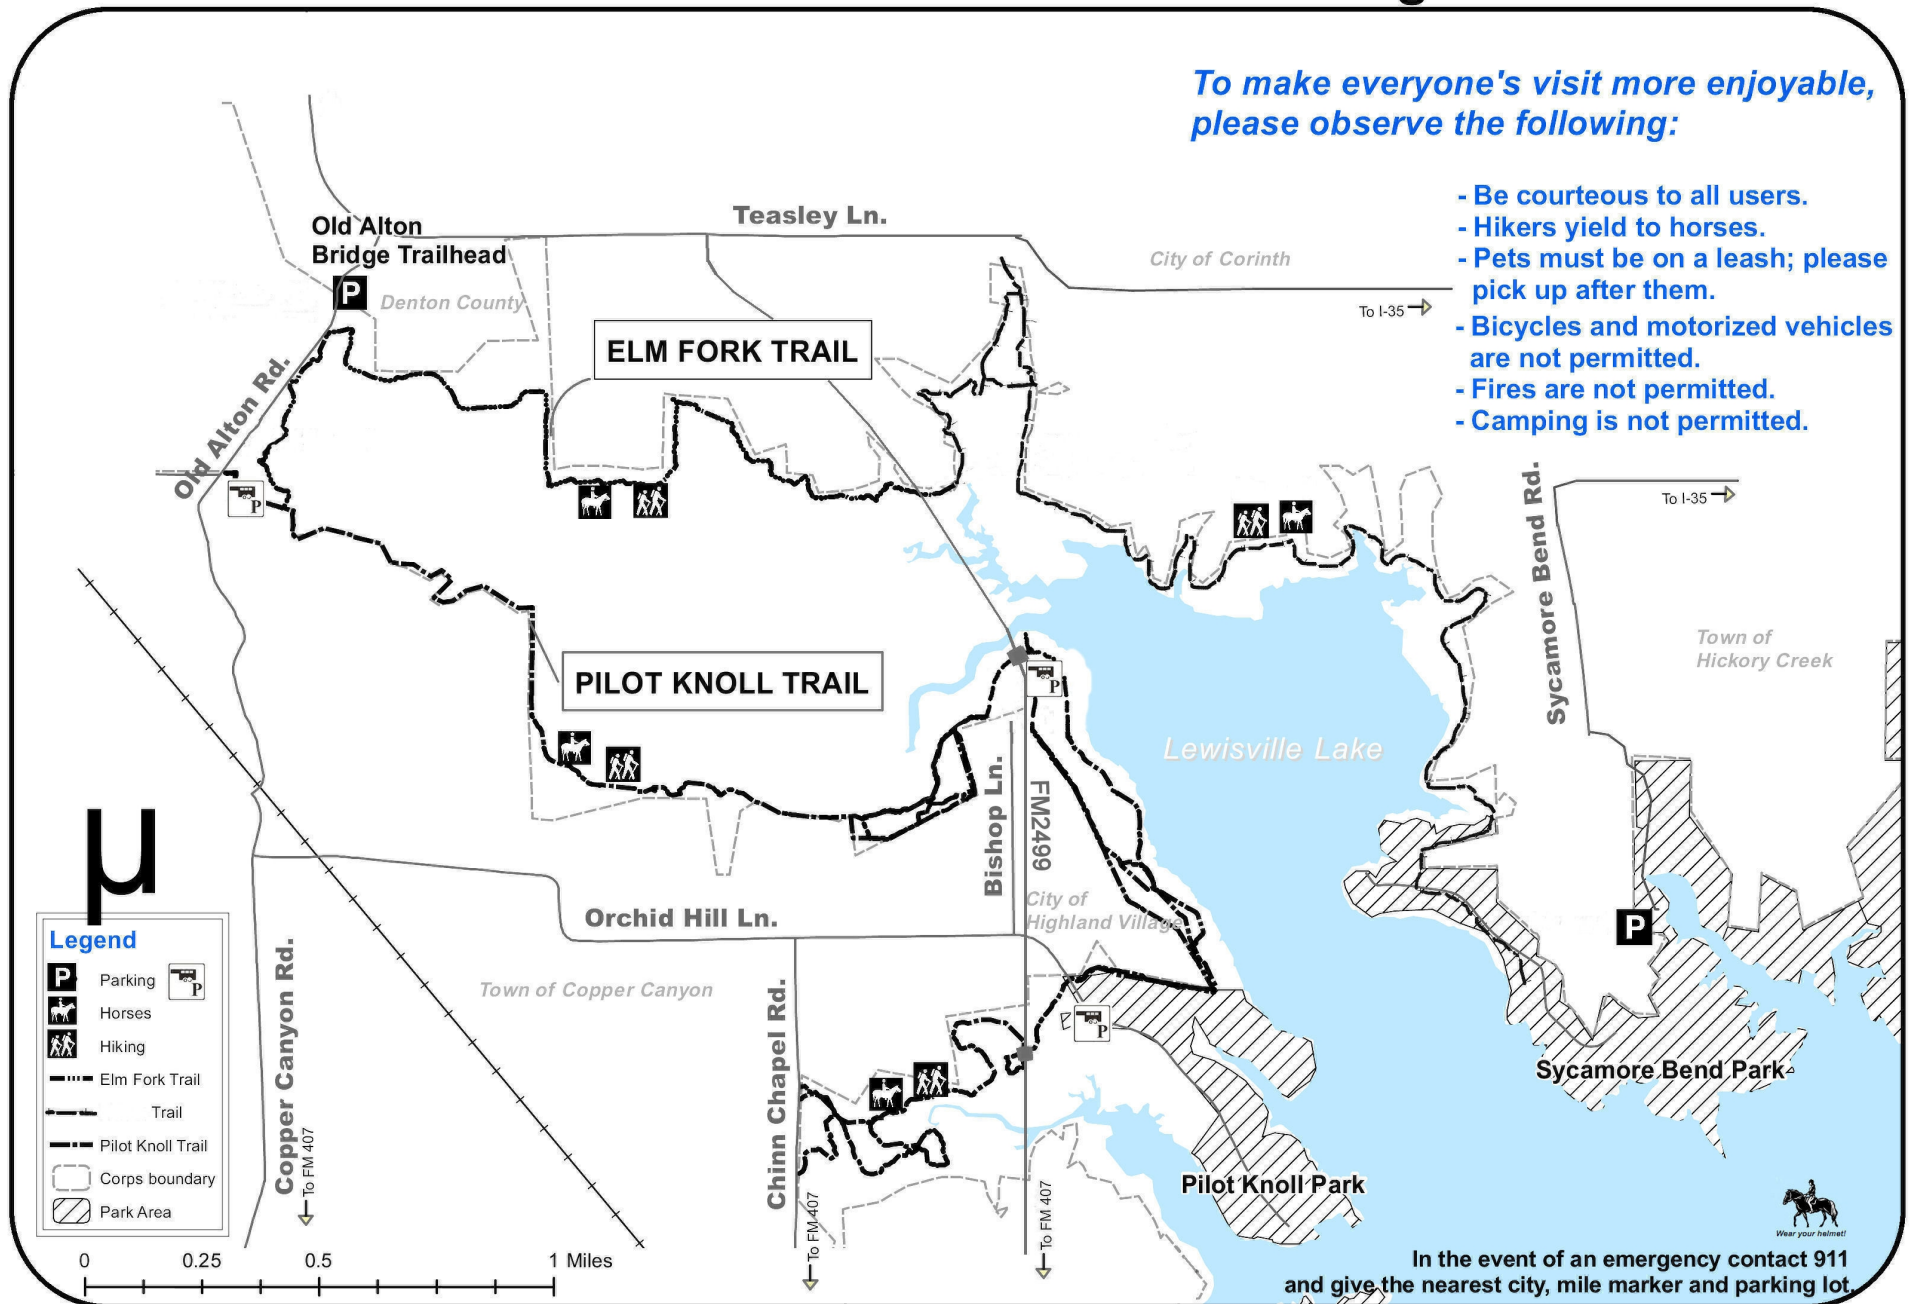 To make everyone's visit more enjoyable,
please observe the following:
- Be courteous to all users.
- Hikers yield to horses.
- Pets must be on a leash; please
pick up after them.
- Bicycles and motorized vehicles
are not permitted.
- Fires are not permitted.
- Camping is not permitted.
Teasley Ln.
Old Alton
Bridge Trailhead
P
Denton County
City of Corinth
To I-35
ELM FORK TRAIL
Old Alton Rd.
P
To I-35
Sycamore Bend Rd.
Town of
Hickory Creek
PILOT KNOLL TRAIL
P
Lewisville Lake
Bishop Ln.
FM2499
City of
Highland Village
Orchid Hill Ln.
P
Town of Copper Canyon
Copper Canyon Rd.
To FM 407
Chinn Chapel Rd.
To FM 407
P
To FM 407
Sycamore Bend Park
Pilot Knoll Park
µ
Legend
P Parking P
Horses
Hiking
Elm Fork Trail
Trail
Pilot Knoll Trail
Corps boundary
Park Area
0 0.25 0.5 1 Miles
Wear your helmet!
In the event of an emergency contact 911
and give the nearest city, mile marker and parking lot.